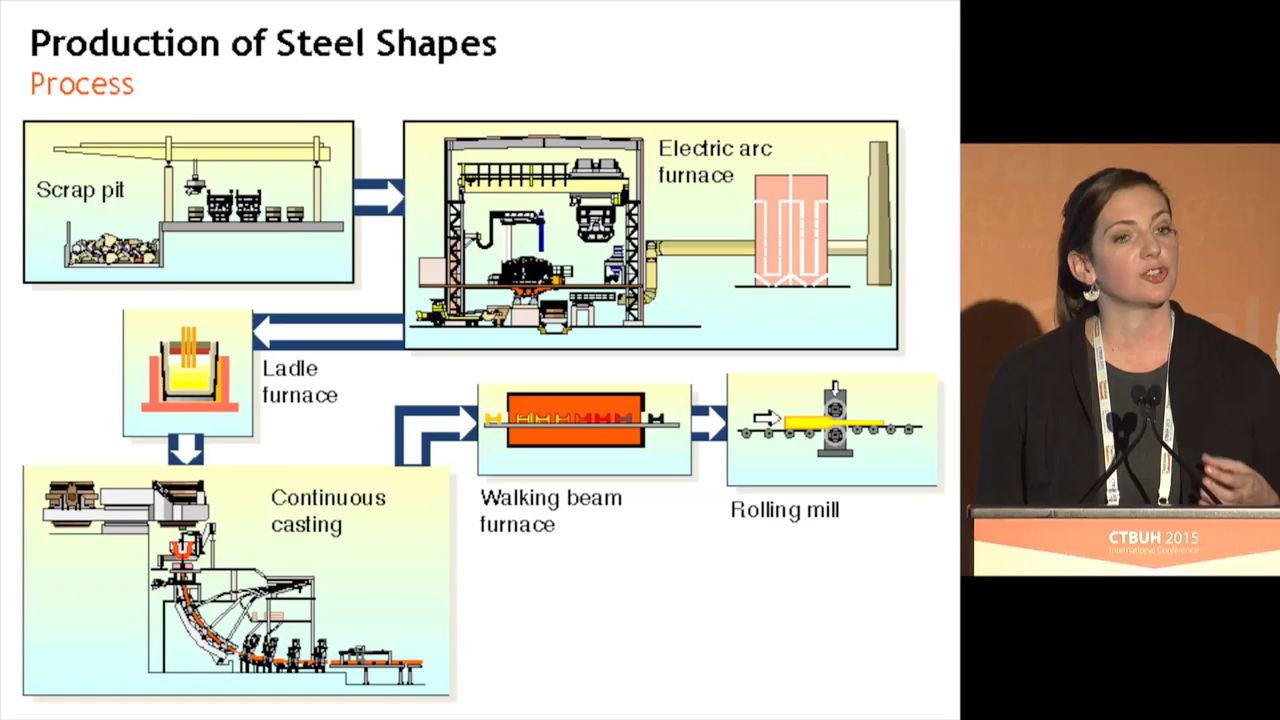 Production of Steel Shapes
Process
Scrap pit
Electric arc
furnace
Ladle
furnace
Continuous
casting
Walking beam
furnace
Rolling mill
CTBUH 2015
International Conference